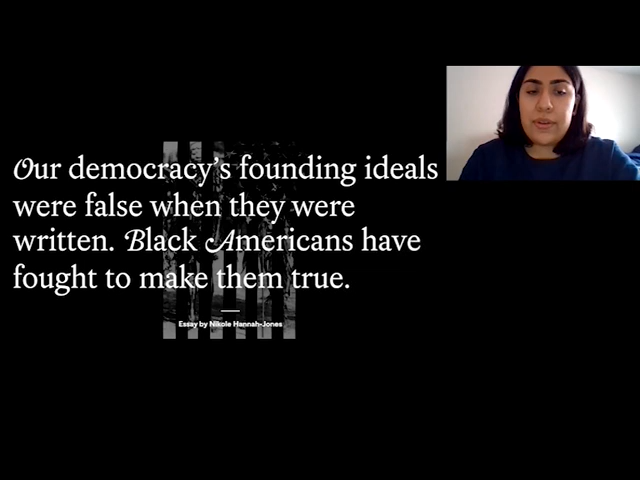 Our democracy’s founding ideals
were false when they were
written. Black Americans have
fought to make them true.
Essay by Nikole Hannah-Jones